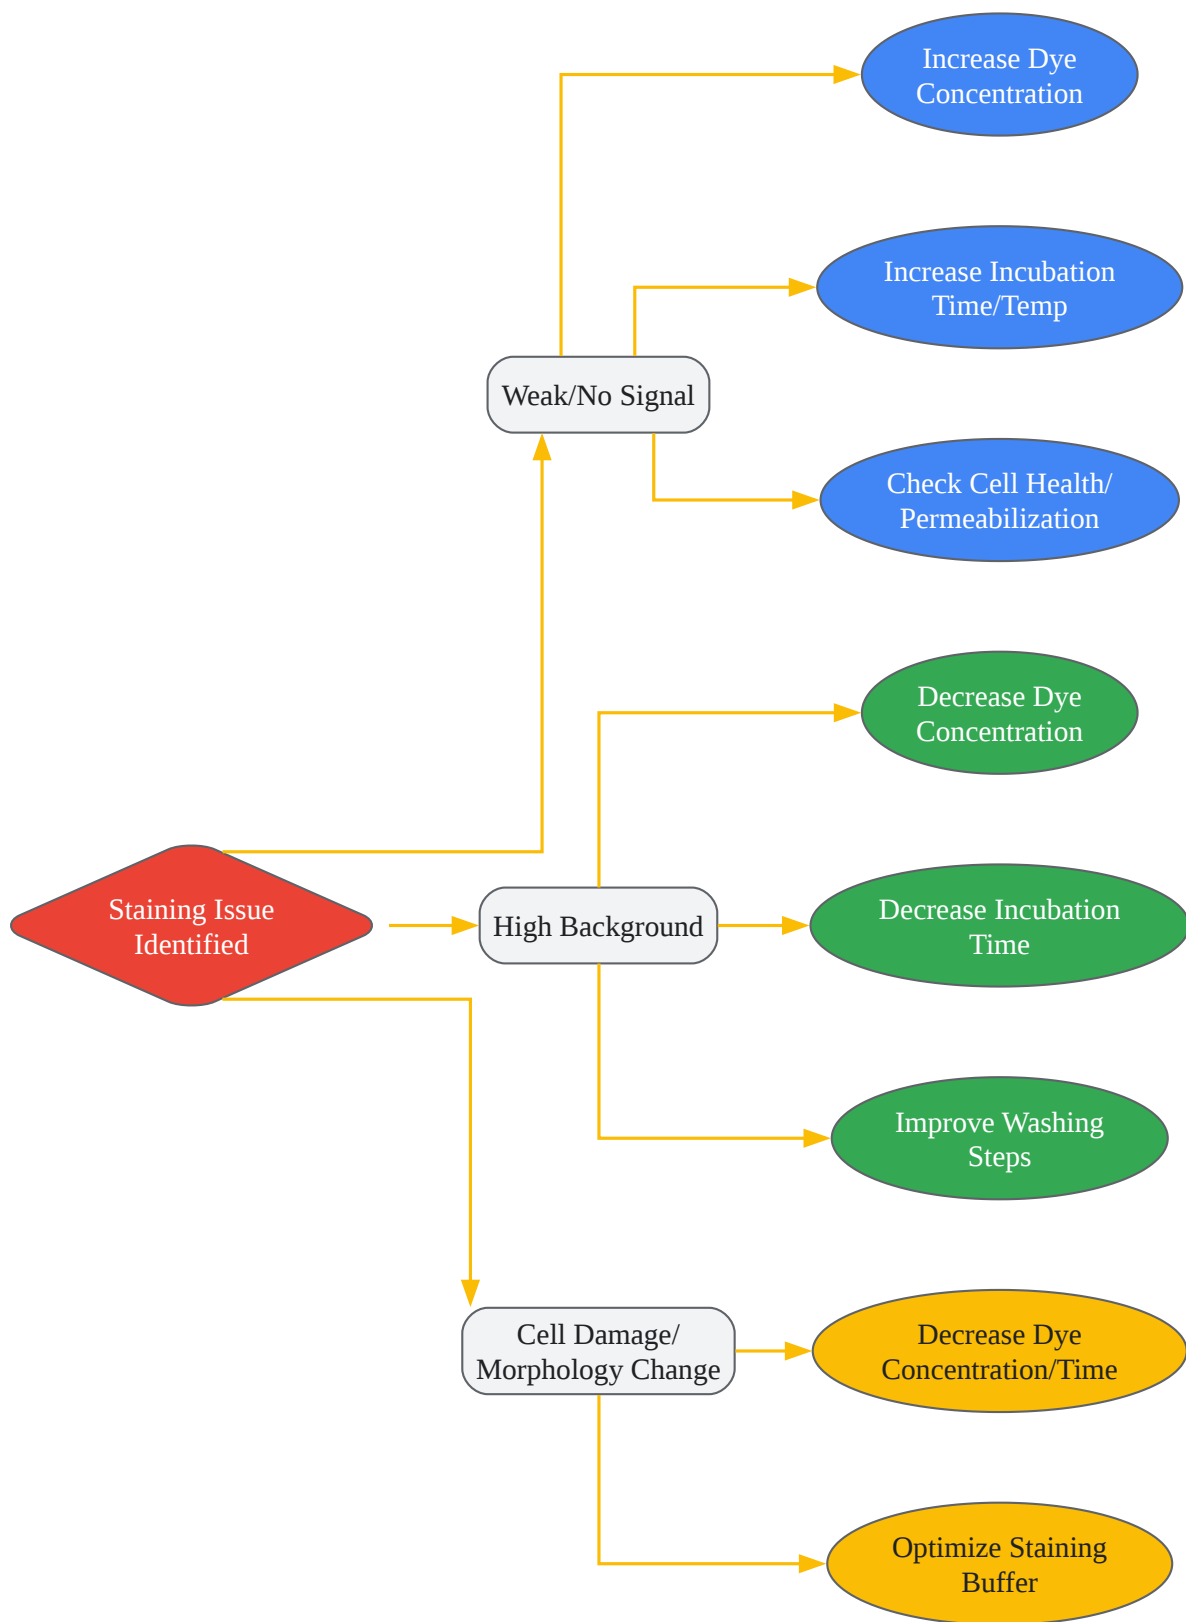 Increase Dye
Concentration
Increase Incubation
Time/Temp
Weak/No Signal
Check Cell Health/
Permeabilization
Decrease Dye
Concentration
Staining Issue
Identified
High Background
Decrease Incubation
Time
Improve Washing
Steps
Cell Damage/
Morphology Change
Decrease Dye
Concentration/Time
Optimize Staining
Buffer